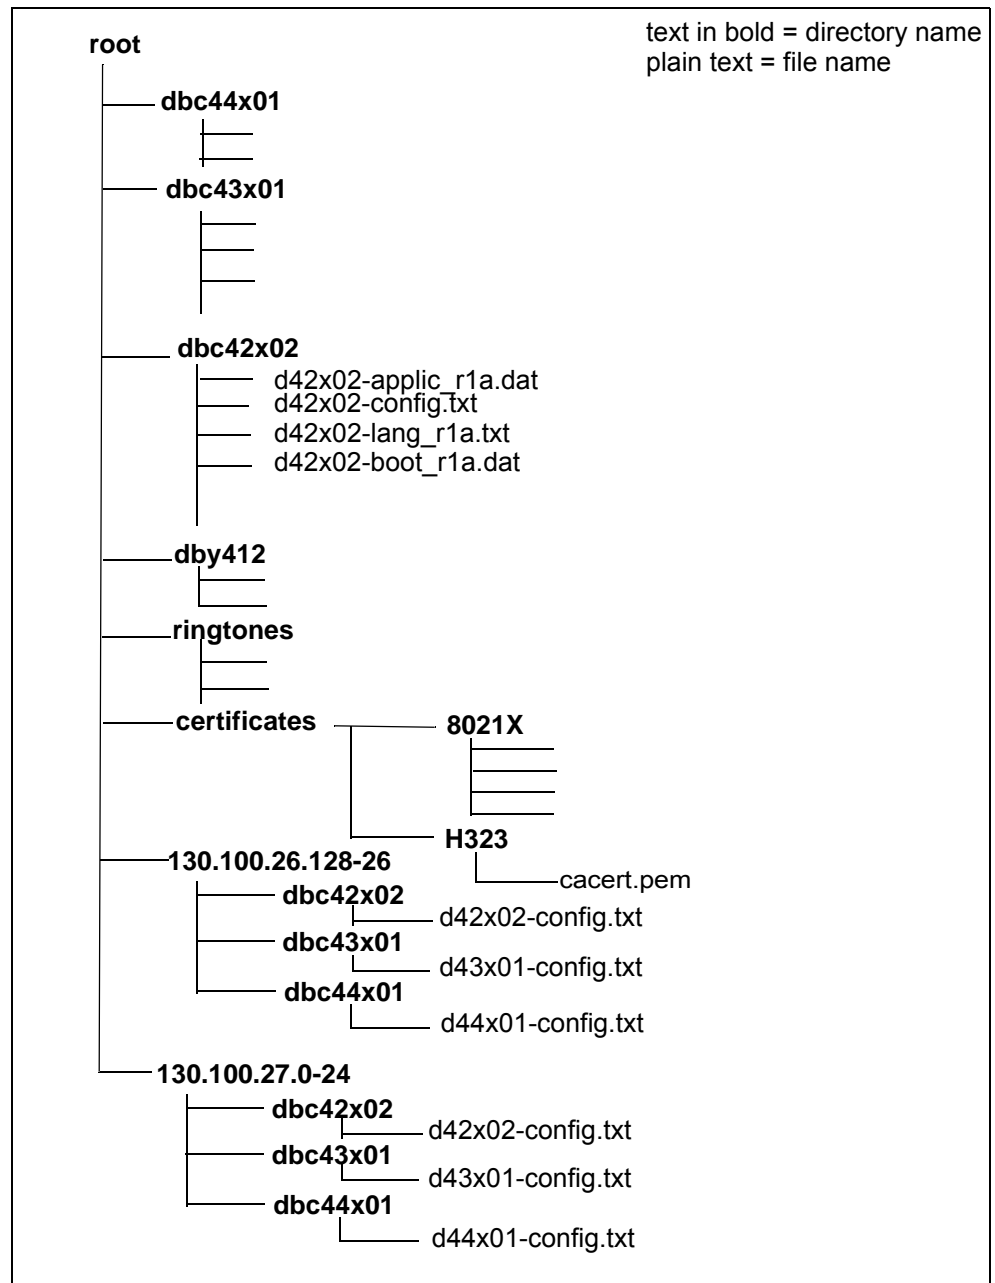 root
text in bold = directory name
plain text = file name
dbc44x01
dbc43x01
dbc42x02
d42x02-applic_r1a.dat
d42x02-config.txt
d42x02-lang_r1a.txt
d42x02-boot_r1a.dat
dby412
ringtones
certificates
8021X
H323
cacert.pem
130.100.26.128-26
dbc42x02
d42x02-config.txt
dbc43x01
d43x01-config.txt
dbc44x01
d44x01-config.txt
130.100.27.0-24
dbc42x02
d42x02-config.txt
dbc43x01
d43x01-config.txt
dbc44x01
d44x01-config.txt